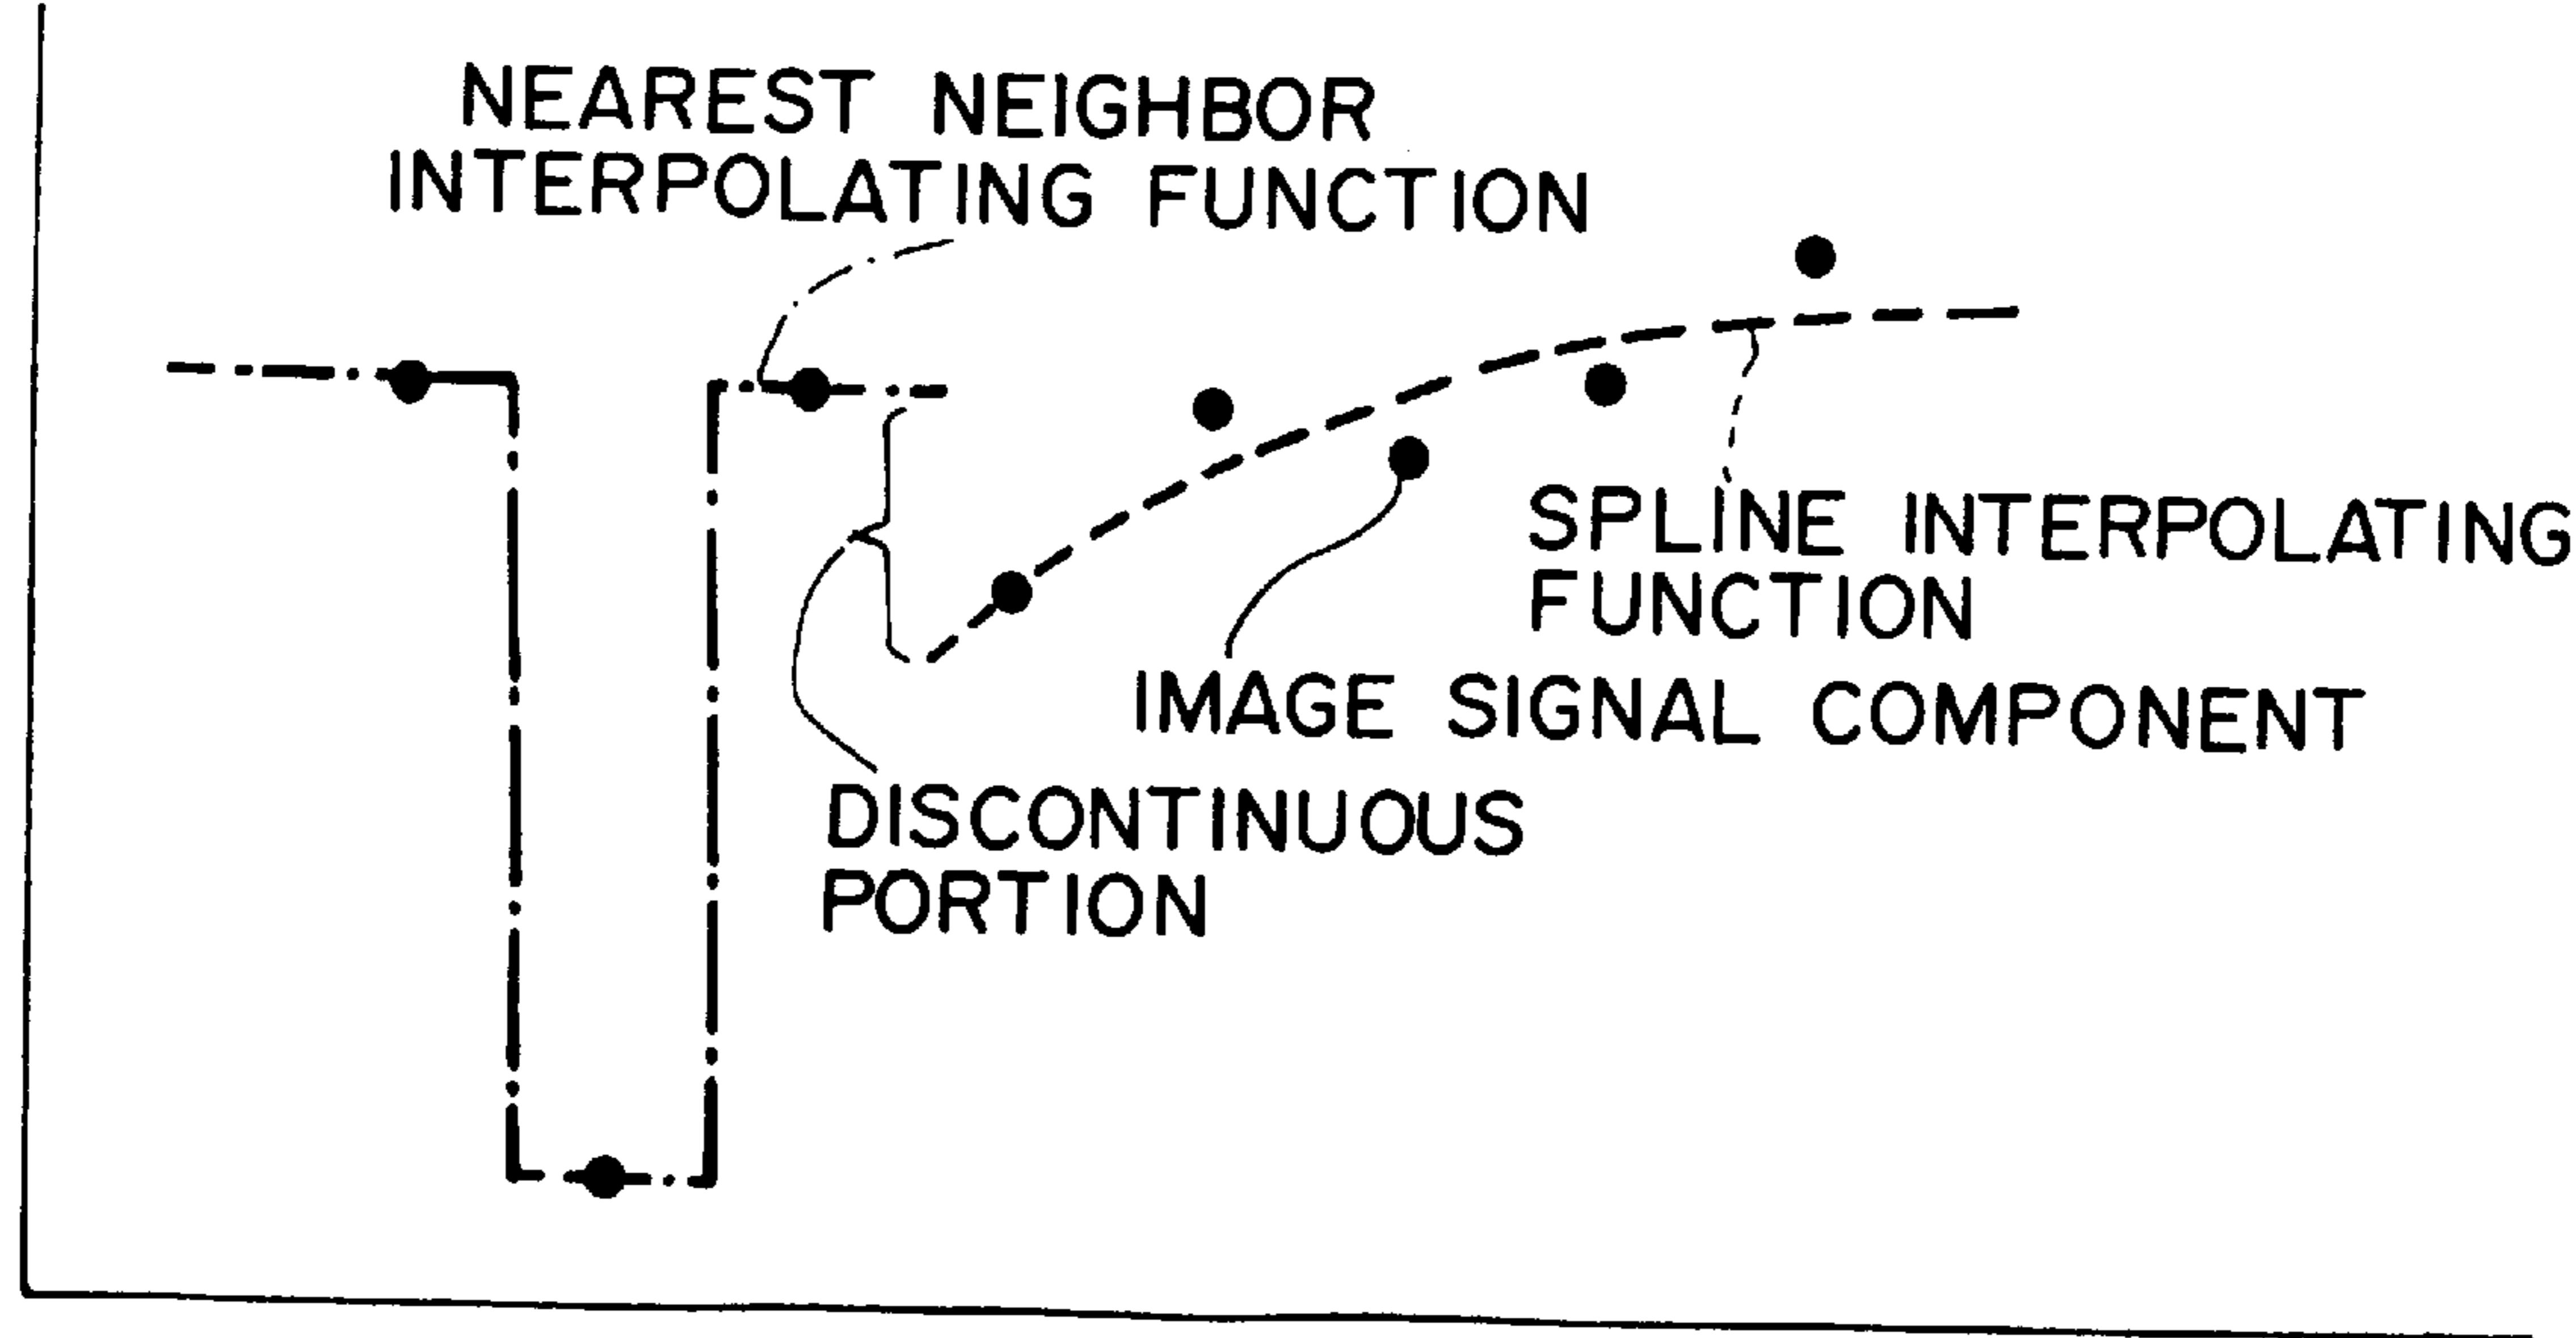 NEAREST NEIGHBOR
INTERPOLATING FUNCTION
SPLINE INTERPOLATING
FUNCTION
IMAGE SIGNAL COMPONENT
DISCONTINUOUS
PORTION